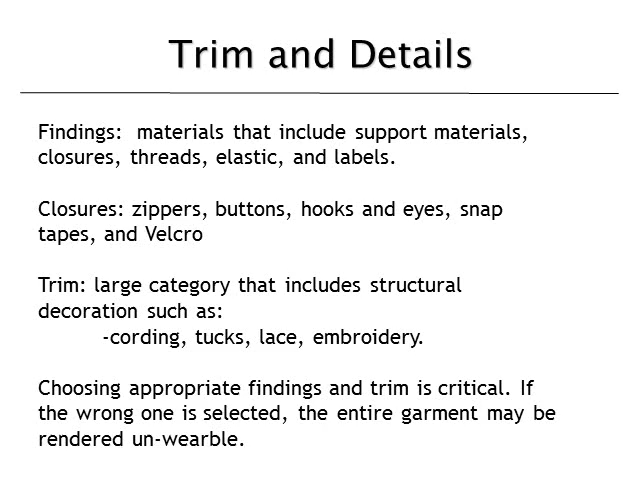 Trim and Details
Findings:  materials that include support materials,
closures, threads, elastic, and labels.
Closures: zippers, buttons, hooks and eyes, snap
tapes, and Velcro
Trim: large category that includes structural
decoration such as:
-cording, tucks, lace, embroidery.
Choosing appropriate findings and trim is critical. If
the wrong one is selected, the entire garment may be
rendered un-wearble.